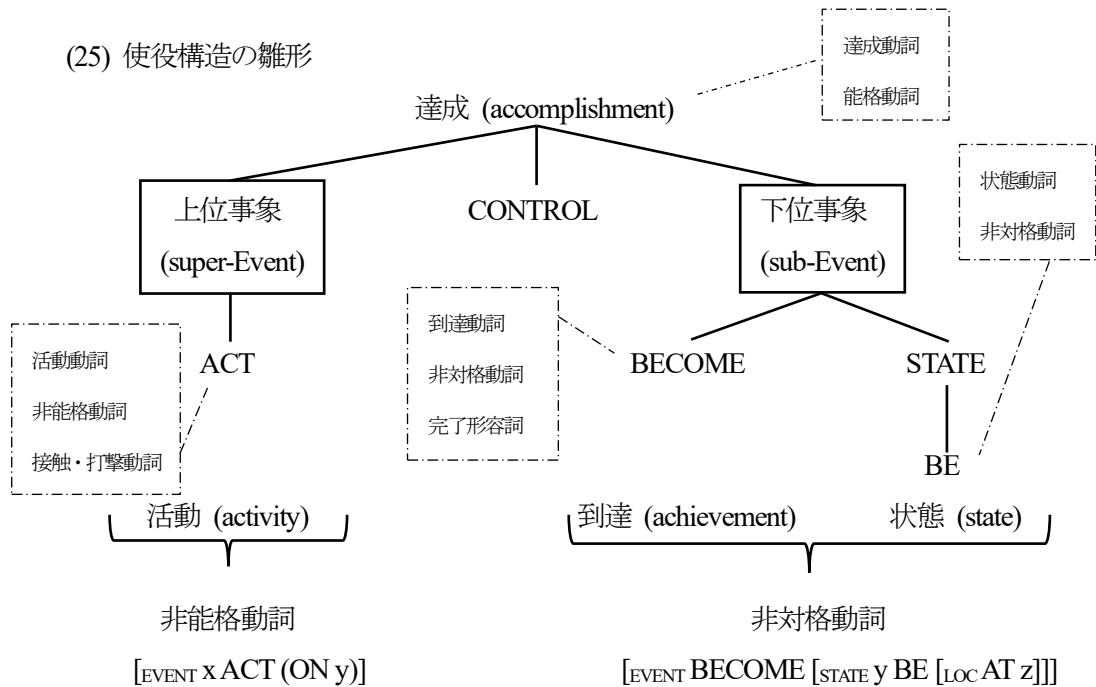 (25) 使役構造の雛形
達成動詞
能格動詞
達成 (accomplishment)
上位事象
(super-Event)
CONTROL
下位事象
(sub-Event)
状態動詞
非対格動詞
活動動詞
非能格動詞
接触・打撃動詞
ACT
到達動詞
非対格動詞
完了形容詞
BECOME
STATE
BE
活動 (activity)
到達 (achievement)
状態 (state)
非能格動詞
非対格動詞
[EVENT x ACT (ON y)]
[EVENT BECOME [STATE y BE [LOC AT z]]]